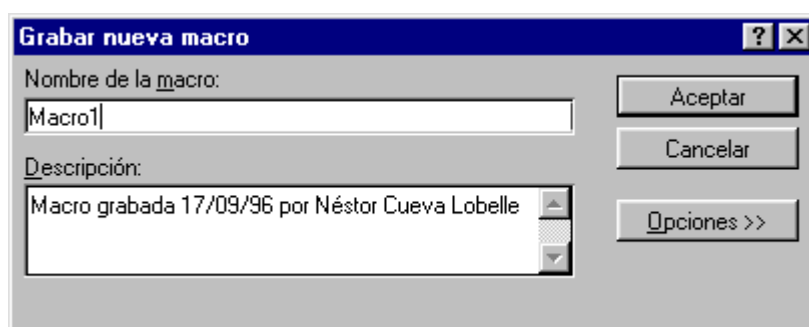 Grabar nueva macro
Nombre de la macro:
Macro1
Aceptar
Cancelar
Descripción:
Macro grabada 17/09/96 por Néstor Cueva Lobelle
Opciones >>